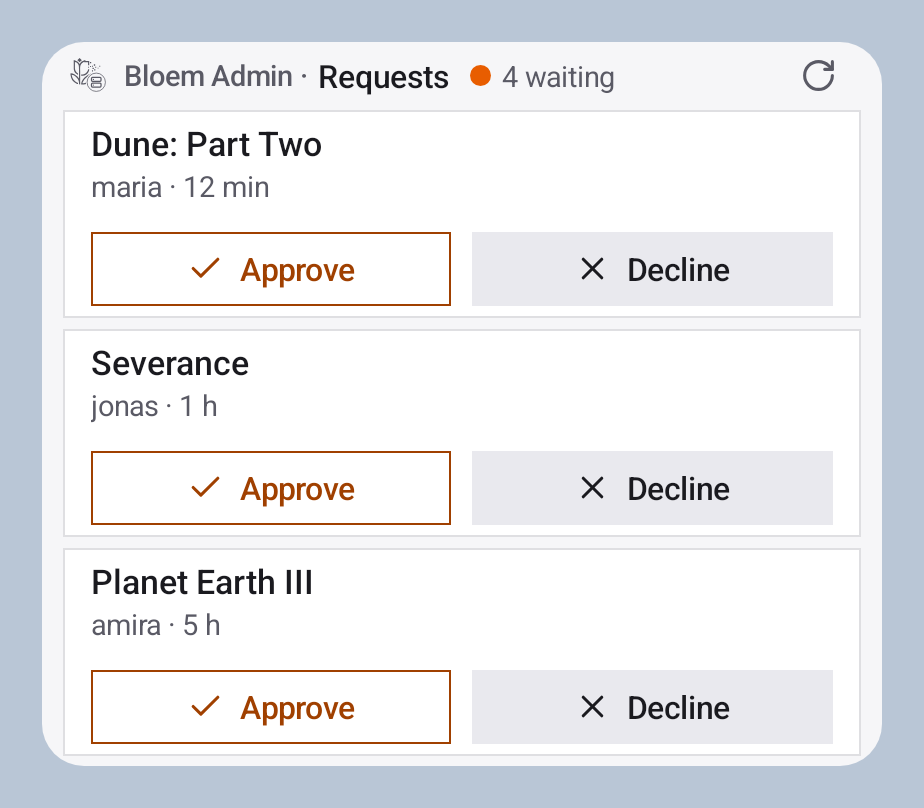 Bloem Admin · Requests 4 waiting
Dune: Part Two
maria · 12 min
Approve Decline
Severance
jonas · 1 h
Approve Decline
Planet Earth III
amira · 5 h
Approve Decline